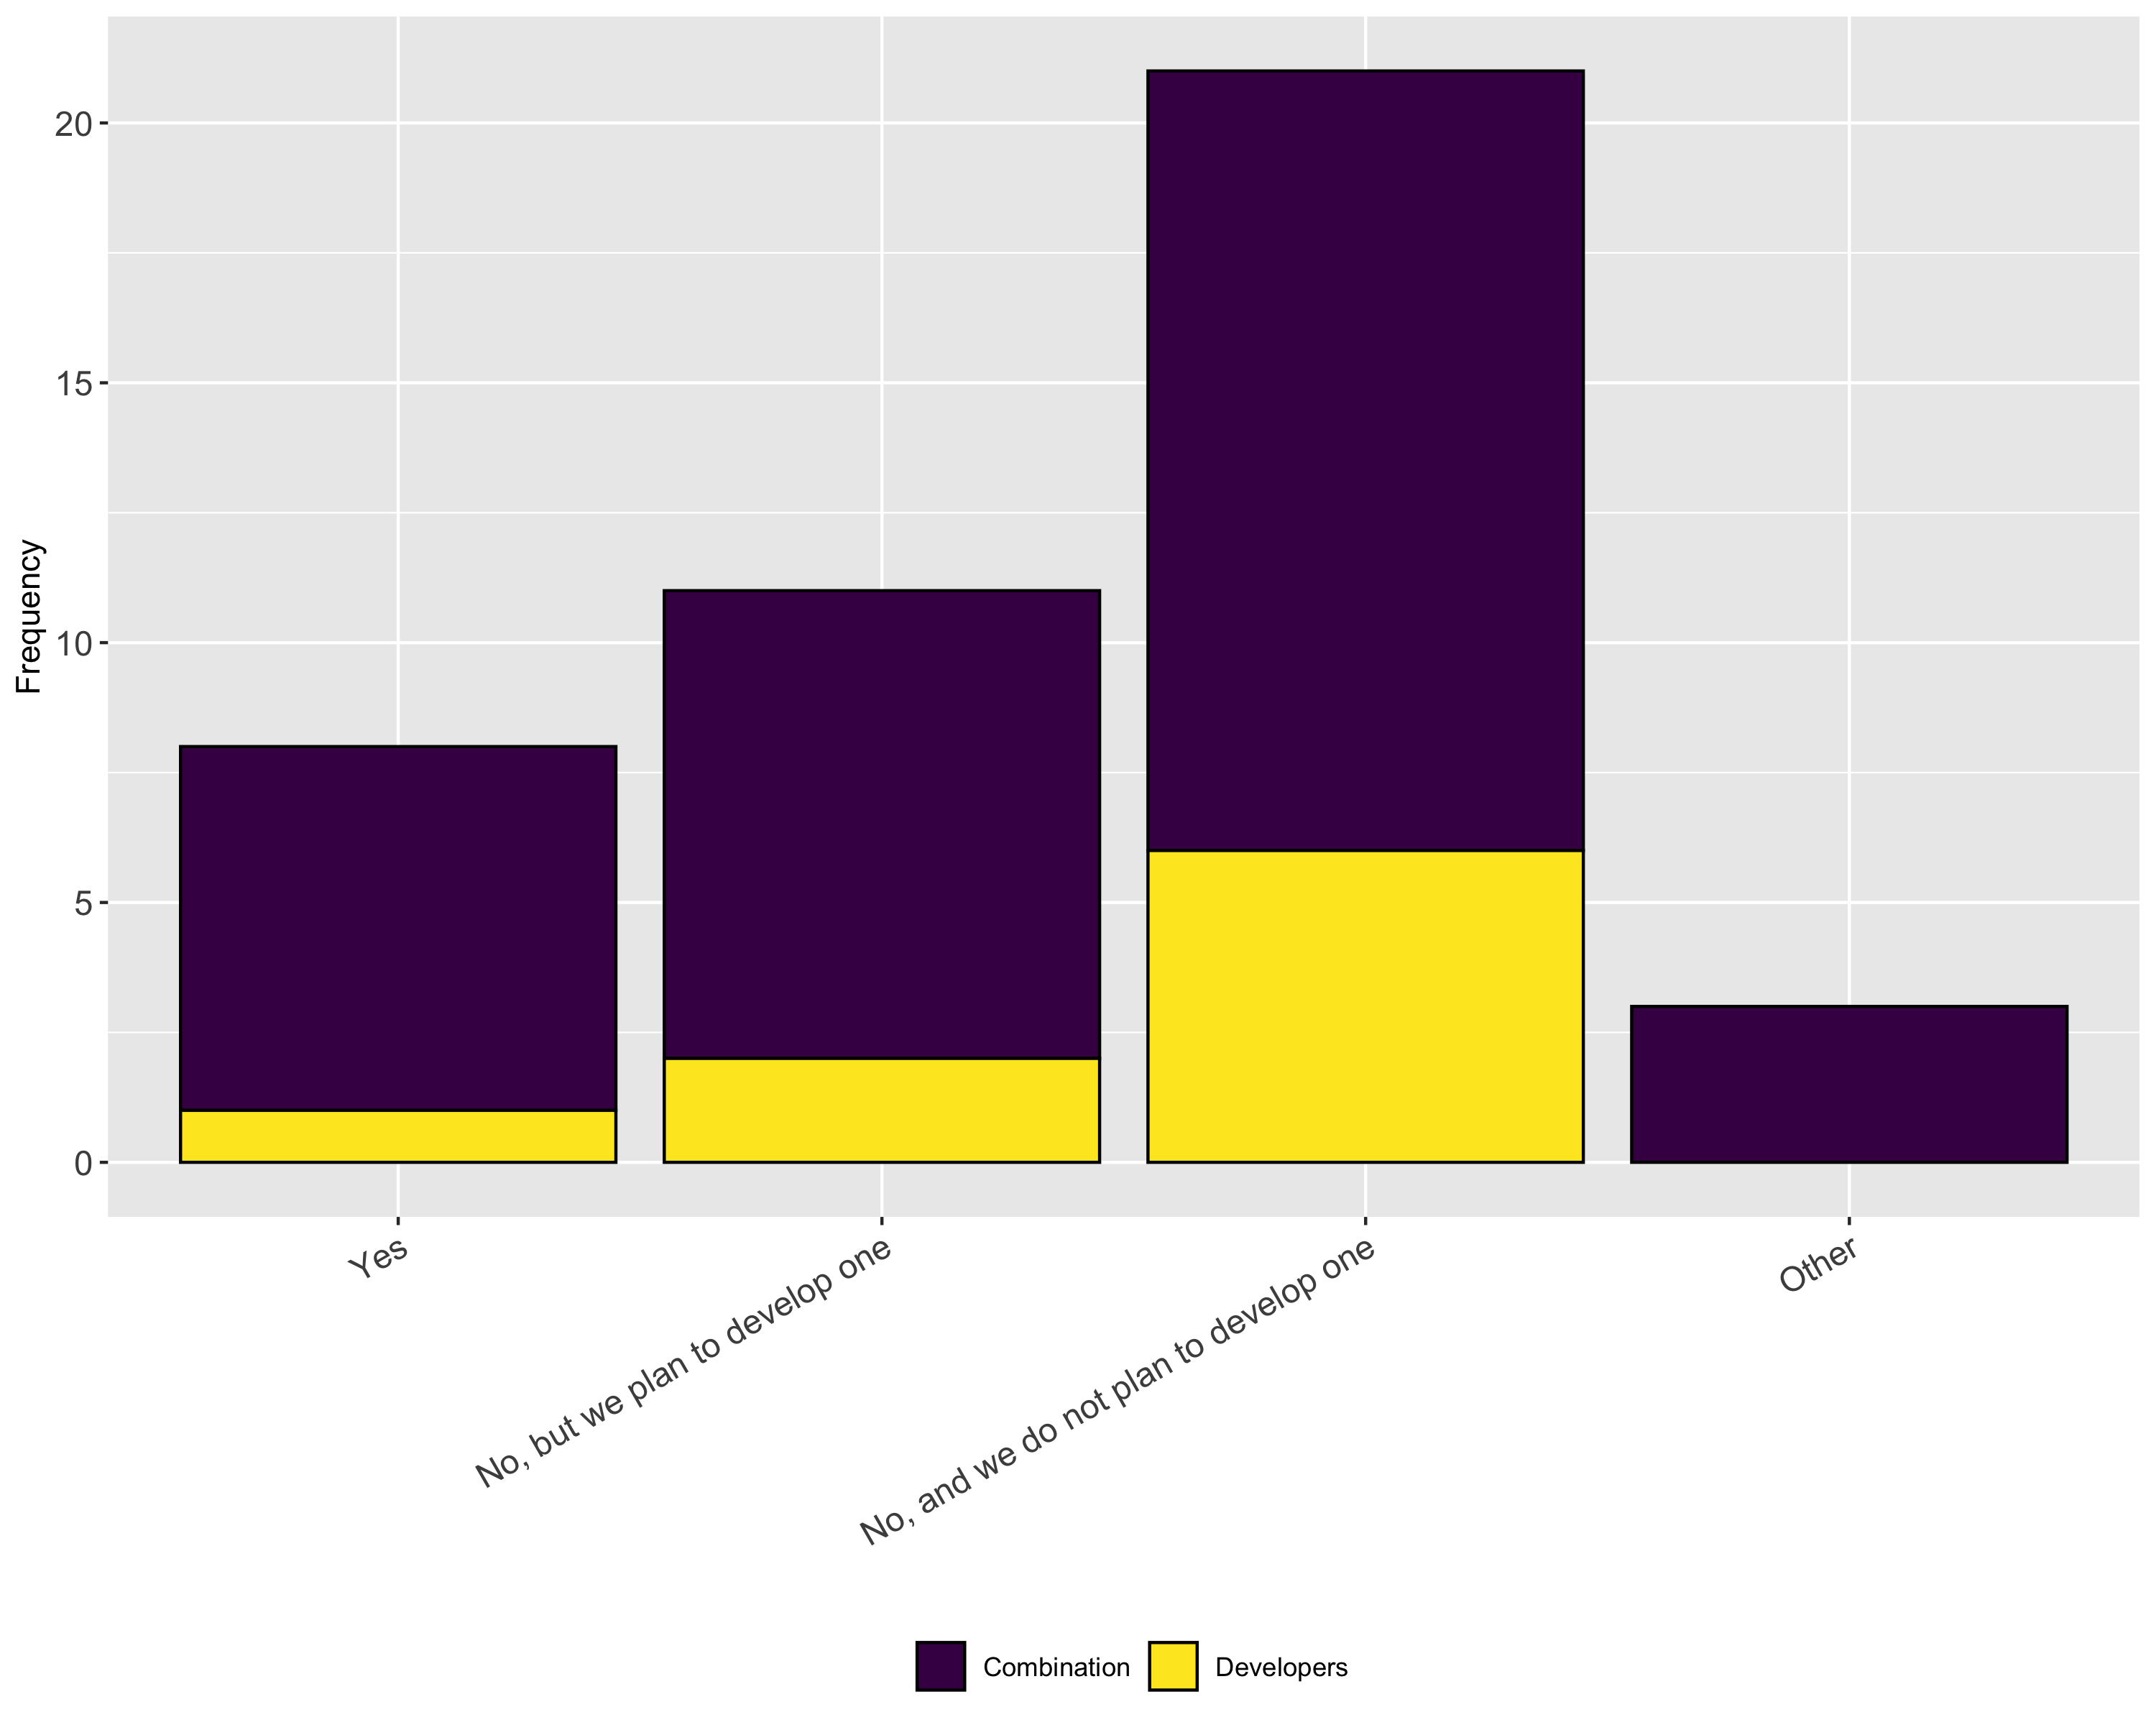 Frequency
20
15
10
5
0
Yes
No, but we plan to develop one
No, and we do not plan to develop one
Other
Combination
Developers